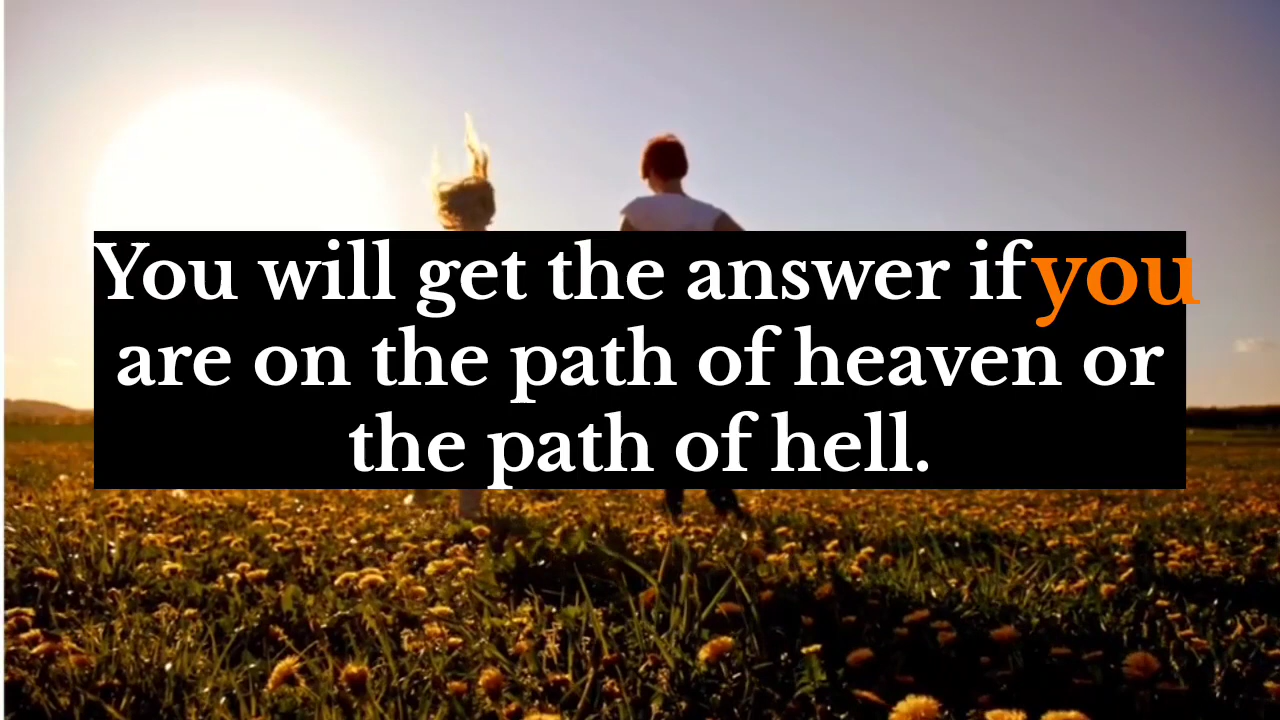 You will get the answer if you
are on the path of heaven or
the path of hell.